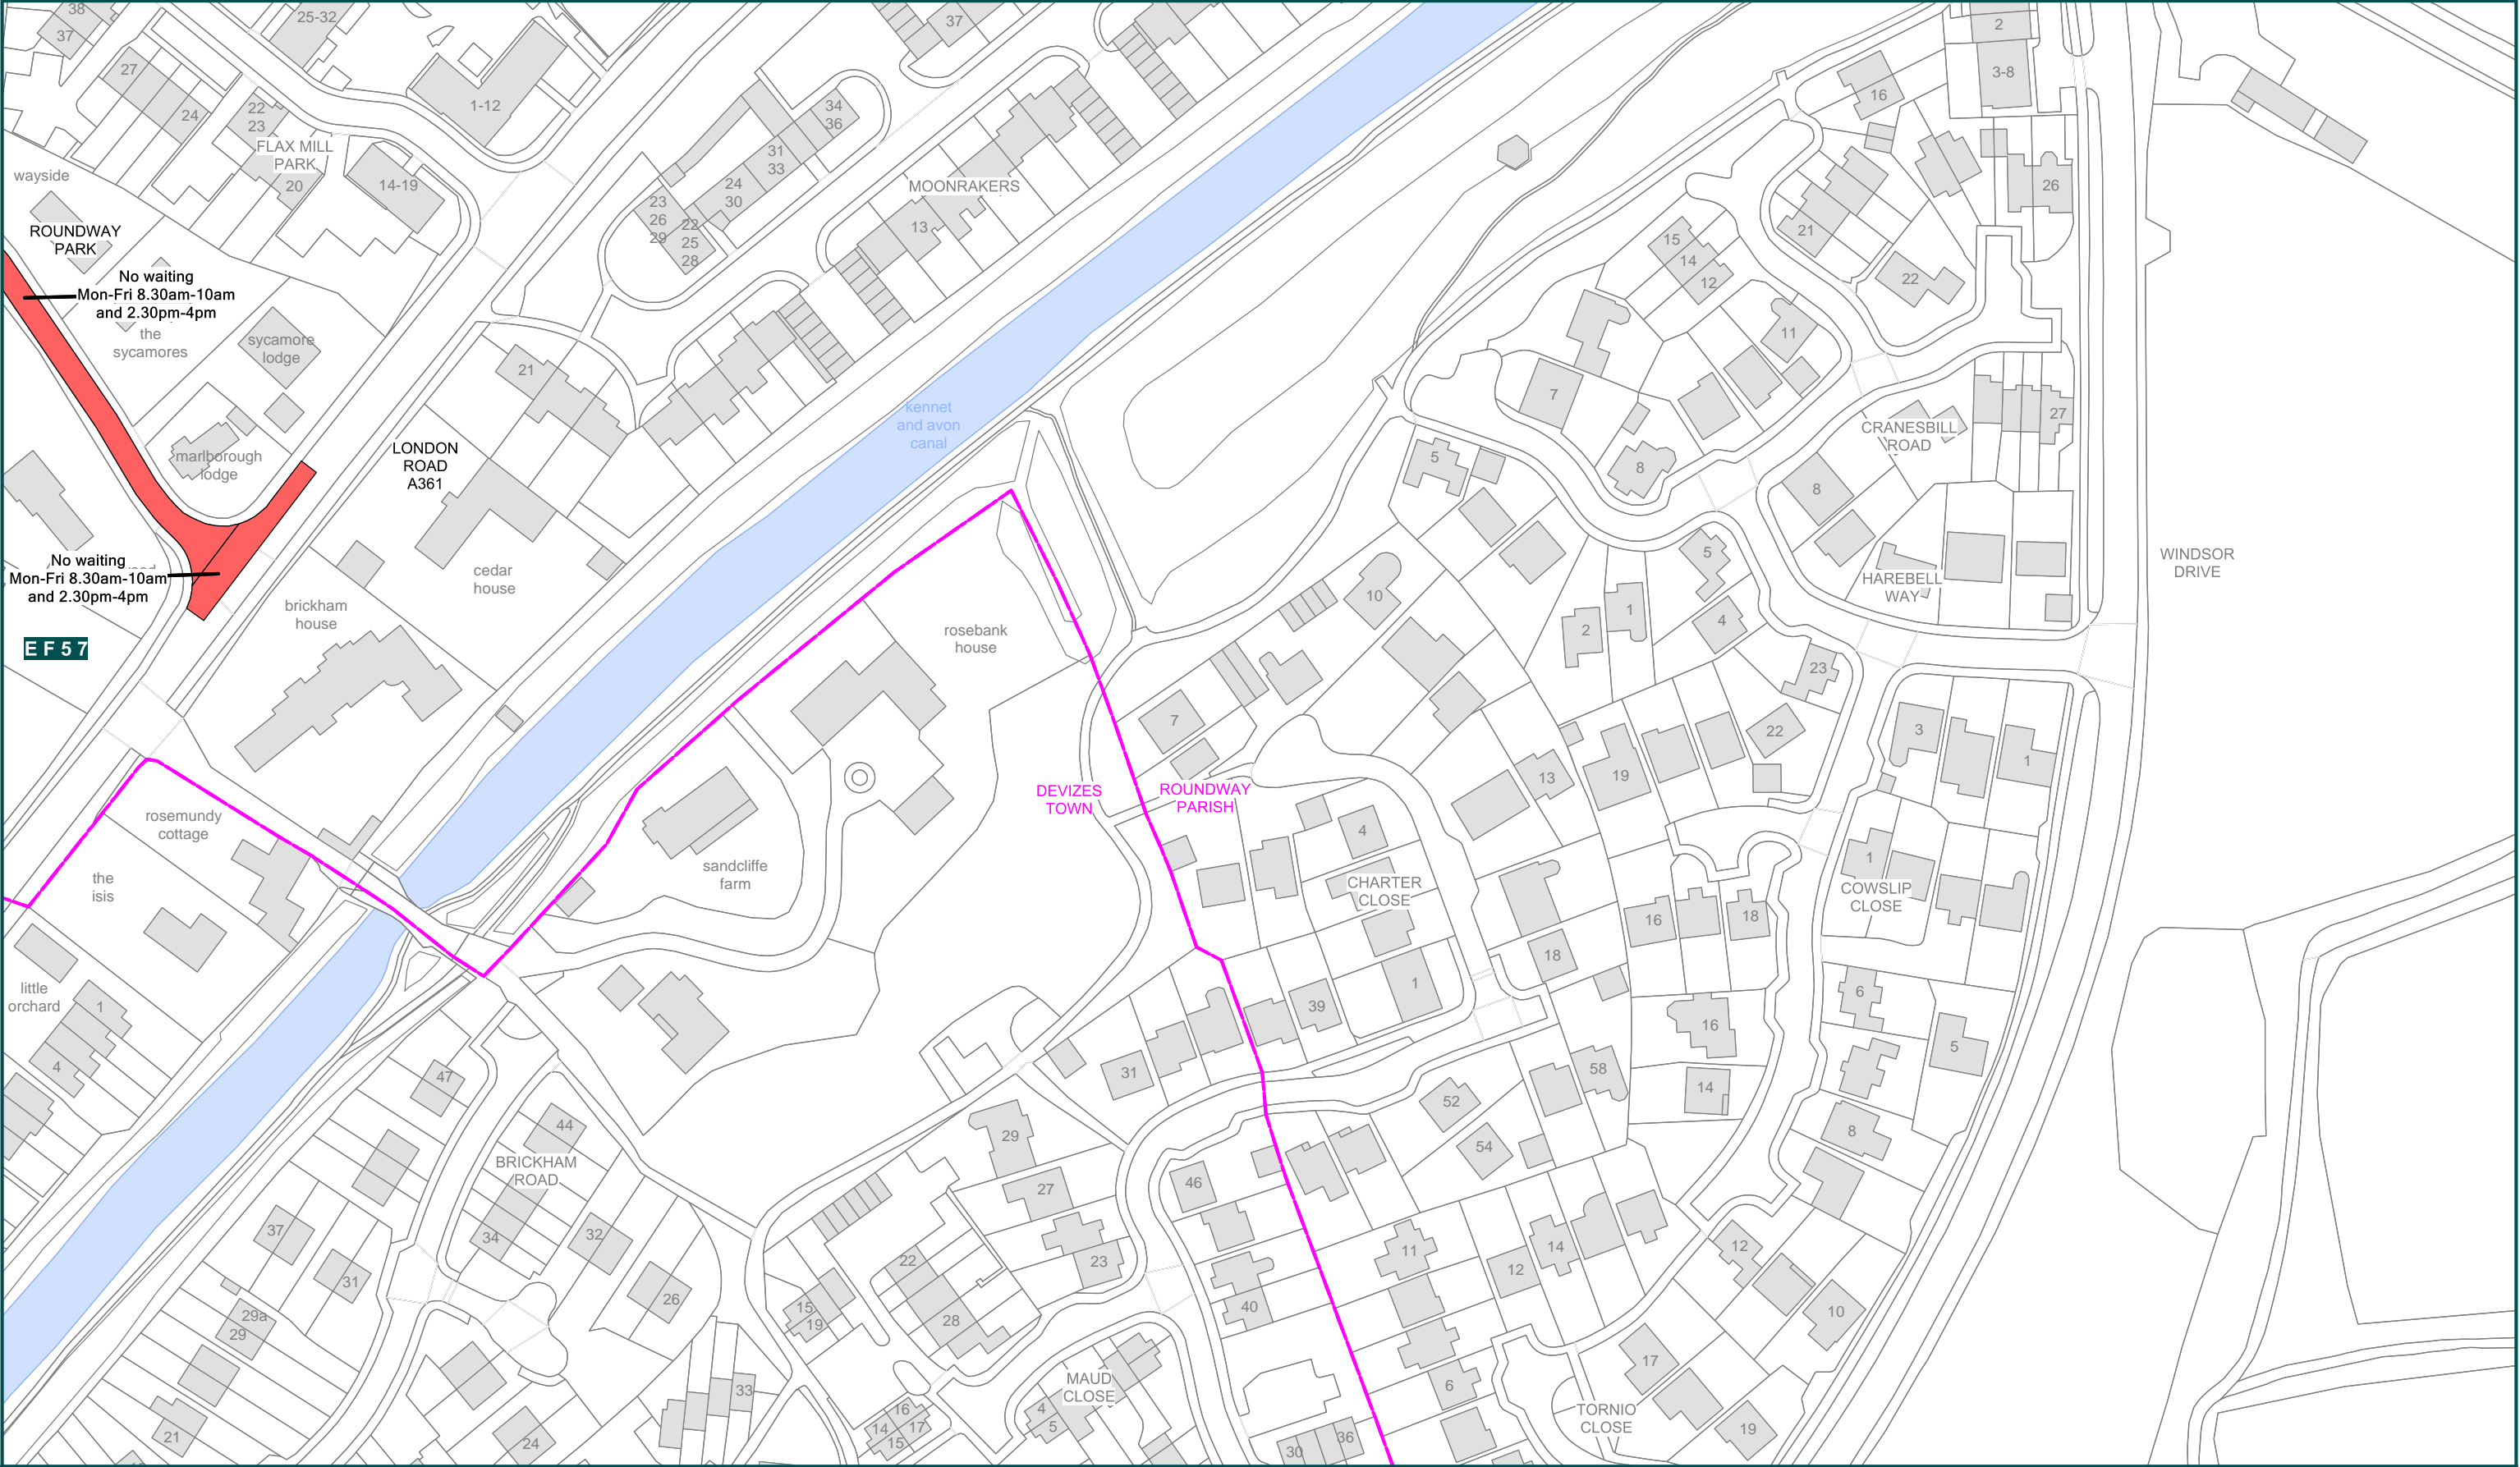 38
37
25-32
37
2
3-8
27
24
22
23
1-12
FLAX MILL
PARK
20
14-19
34
36
31
33
24
30
23
26
29
22
25
28
MOONRAKERS
13
16
26
21
22
15
14
12
11
wayside
ROUNDWAY
PARK
No waiting
Mon-Fri 8.30am-10am
and 2.30pm-4pm
the
sycamores
sycamore
lodge
marlborough
lodge
21
LONDON
ROAD
A361
kennet
and avon
canal
7
8
5
CRANESBILL
ROAD
27
8
No waiting
Mon-Fri 8.30am-10am
and 2.30pm-4pm
cedar
house
brickham
house
EF57
rosebank
house
10
7
5
4
1
2
HAREBELL
WAY
WINDSOR
DRIVE
23
22
19
13
3
1
DEVIZES
TOWN
ROUNDWAY
PARISH
rosemundy
cottage
the
isis
sandcliffe
farm
4
CHARTER
CLOSE
1
COWSLIP
CLOSE
16
18
18
little
orchard
1
4
39
1
6
5
16
14
58
31
47
44
BRICKHAM
ROAD
34
32
37
31
26
29a
29
21
24
33
29
27
23
22
28
15
19
46
40
52
54
8
11
12
14
12
10
6
17
19
TORNIO
CLOSE
MAUD
CLOSE
4
5
16
14
17
15
30
36